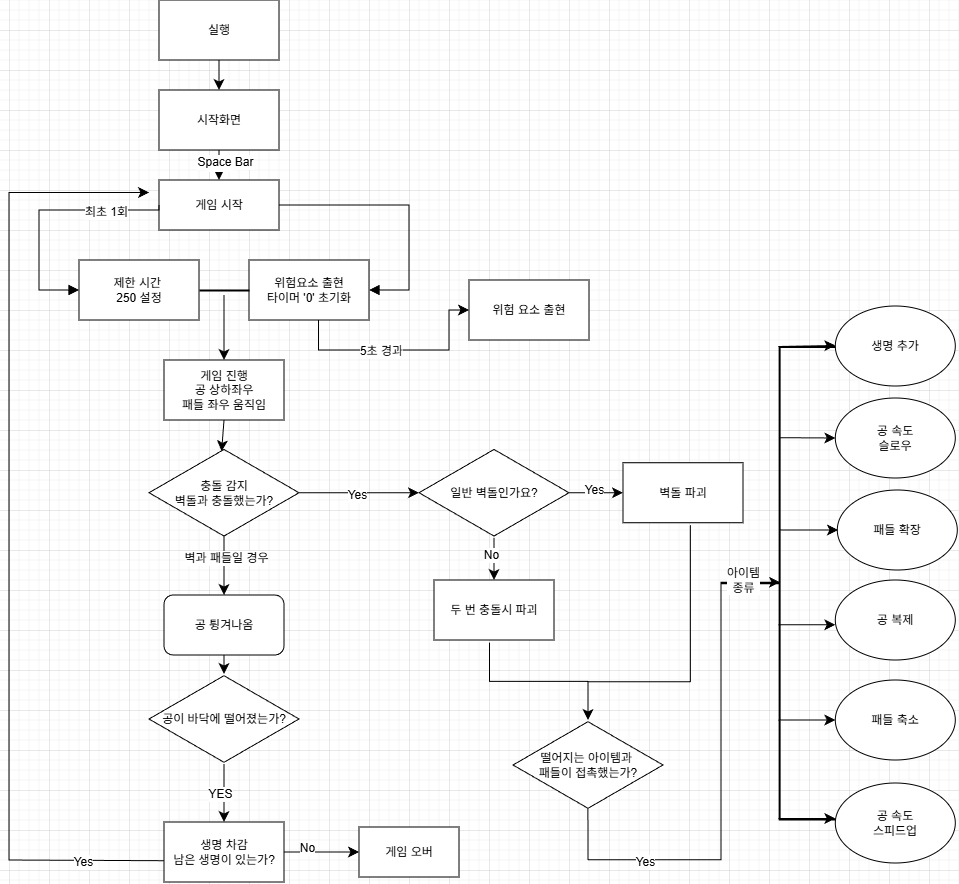 실행
시작화면
Space Bar
게임 시작
최초 1회
제한 시간
250 설정
위험요소 출현
타이머 '0' 초기화
위험 요소 출현
5초 경과
게임 진행
공 상하좌우
패들 좌우 움직임
충돌 감지
벽돌과 충돌했는가?
Yes
일반 벽돌인가요?
Yes
벽돌 파괴
No
두 번 충돌시 파괴
벽과 패들일 경우
공 튕겨나옴
공이 바닥에 떨어졌는가?
YES
생명 차감
남은 생명이 있는가?
Yes
No
게임 오버
떨어지는 아이템과
패들이 접촉했는가?
Yes
아이템
종류
생명 추가
공 속도
슬로우
패들 확장
공 복제
패들 축소
공 속도
스피드업